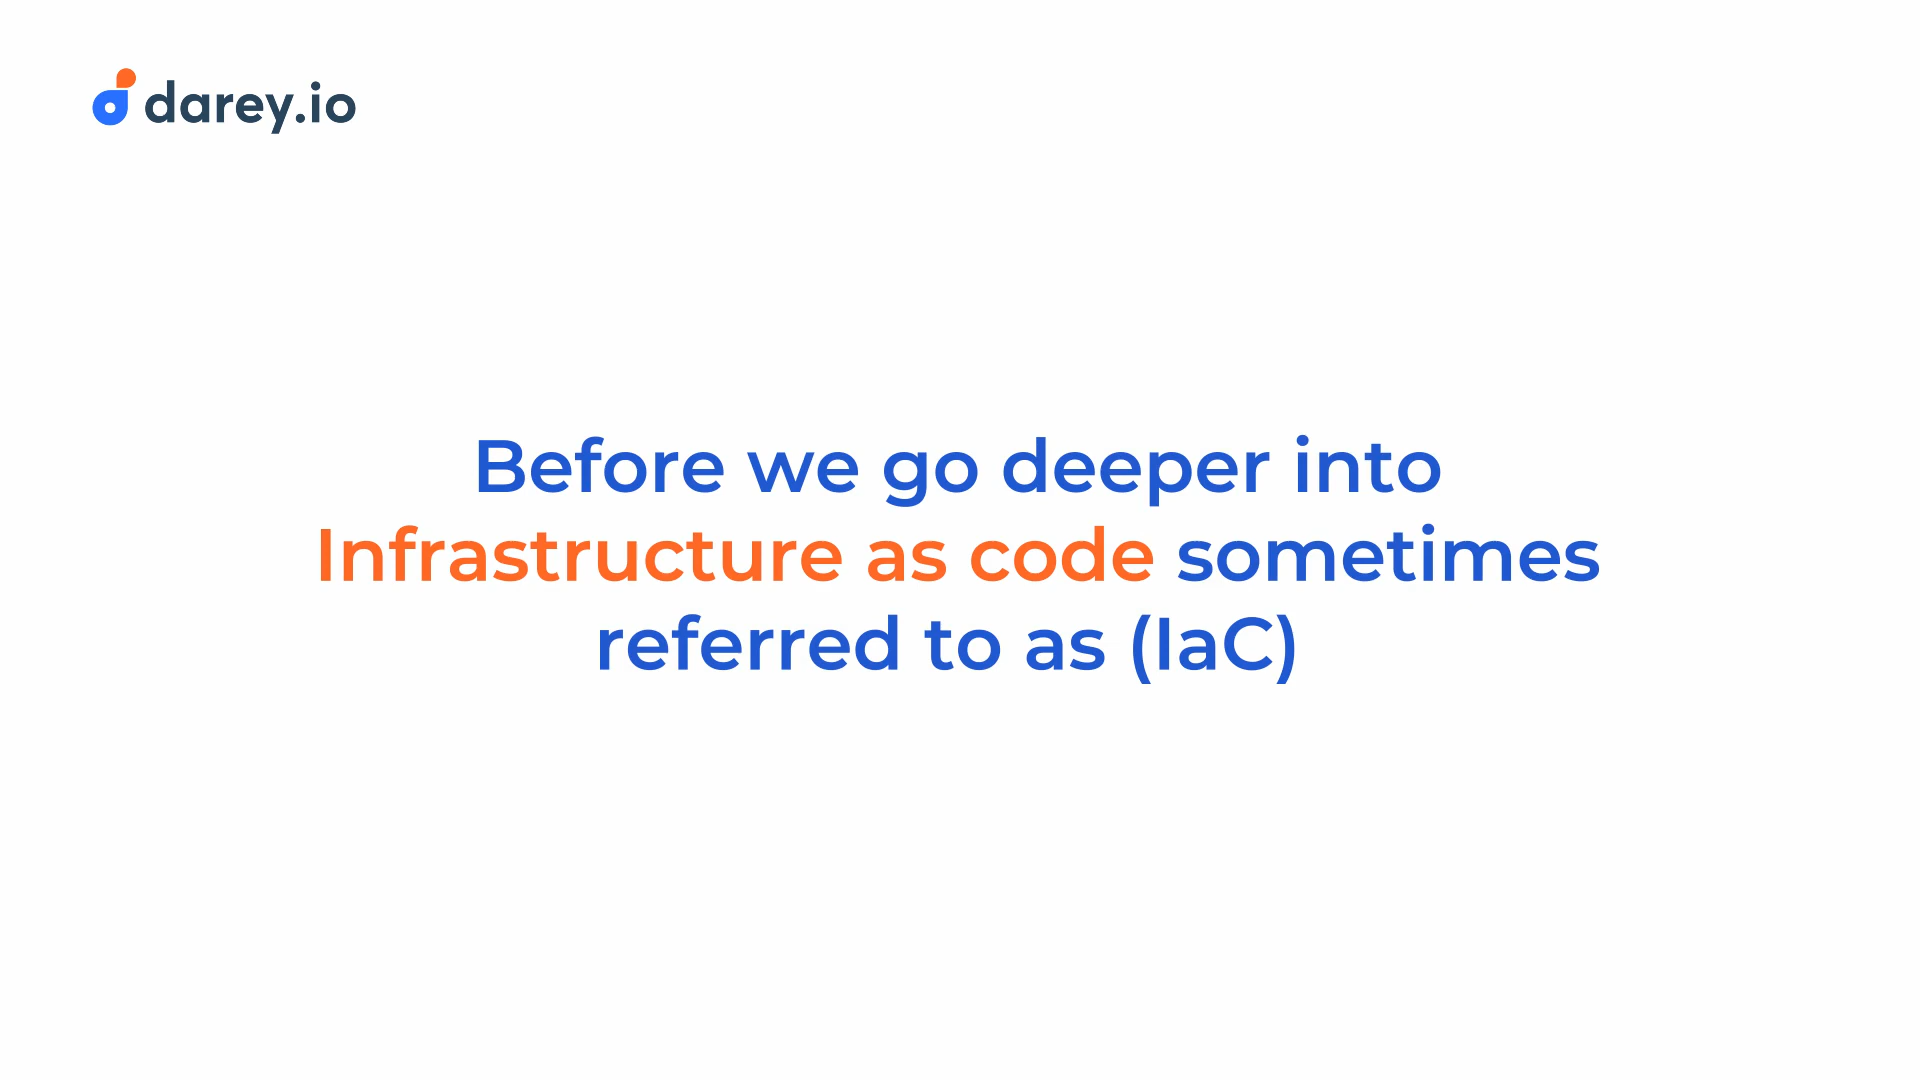 darey.io
Before we go deeper into
Infrastructure as code sometimes
referred to as (IaC)